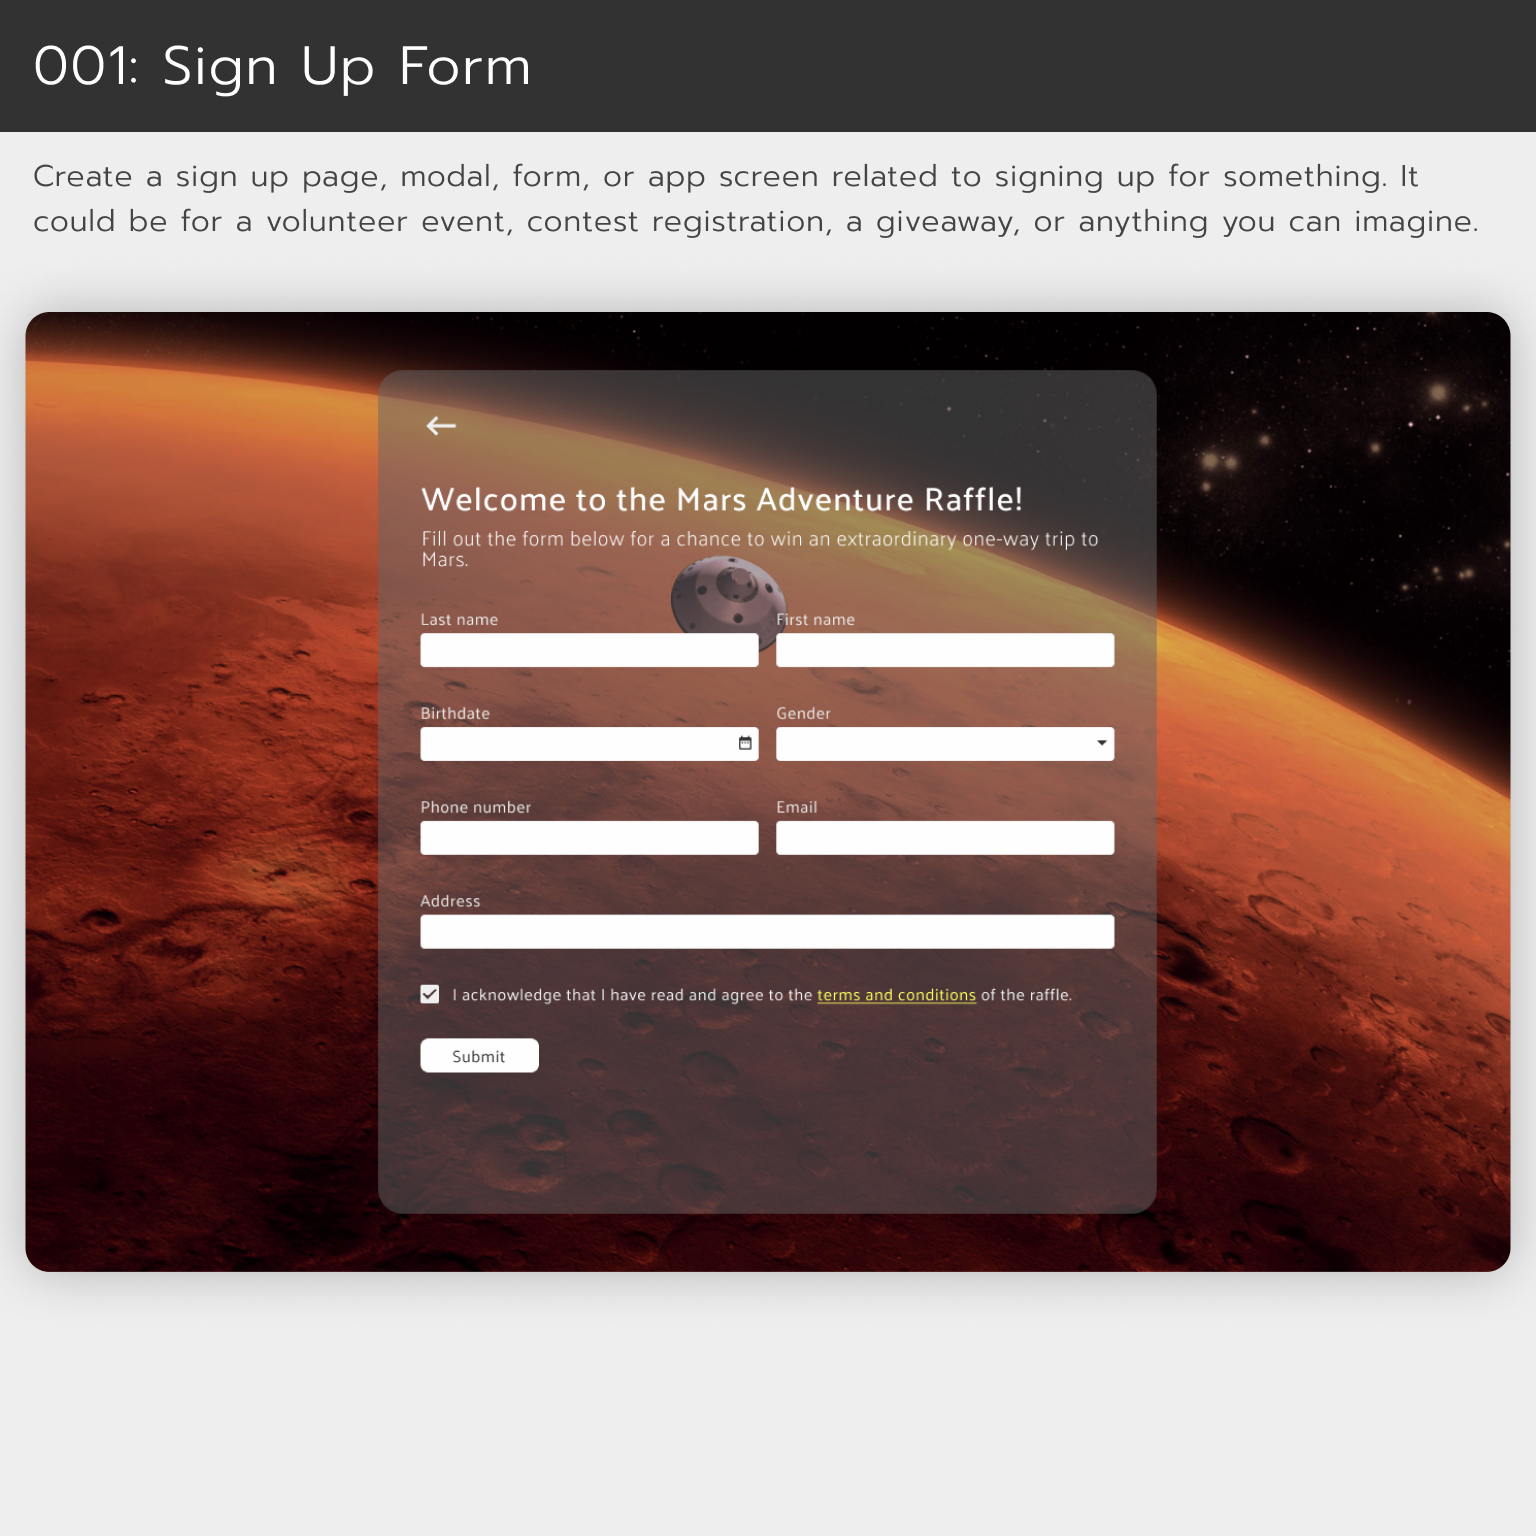 001: Sign Up Form
Create a sign up page, modal, form, or app screen related to signing up for something. It
could be for a volunteer event, contest registration, a giveaway, or anything you can imagine.
Welcome to the Mars Adventure Raffle!
Fill out the form below for a chance to win an extraordinary one-way trip to
Mars.
Last name
First name
Birthdate
Gender
Phone number
Email
Address
I acknowledge that I have read and agree to the terms and conditions of the raffle.
Submit